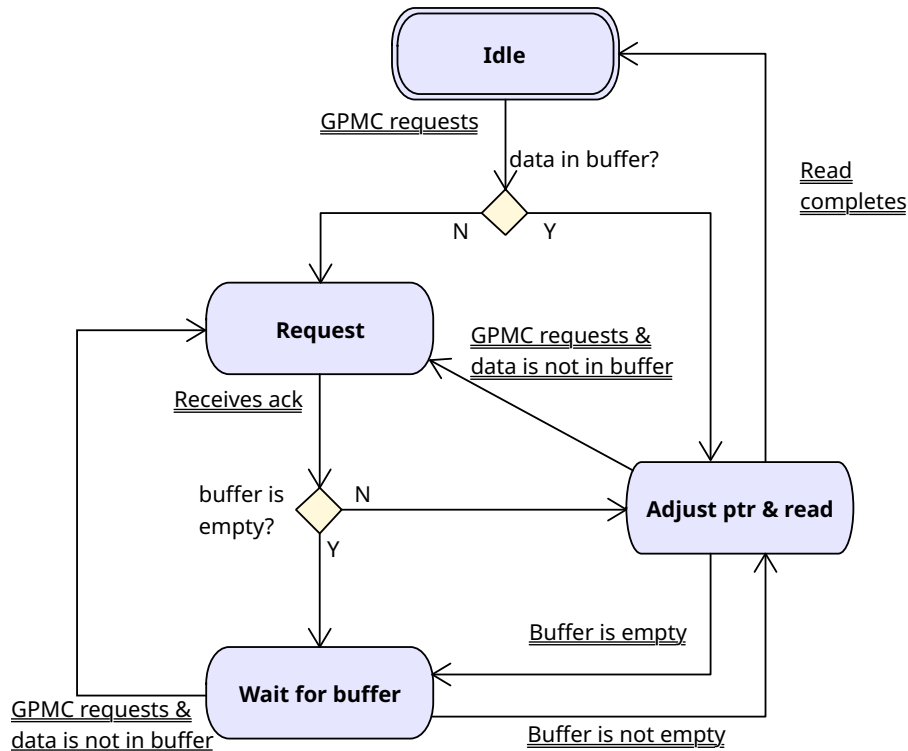 Idle
GPMC requests
data in buffer?
Read
completes
N
Y
Request
GPMC requests &
data is not in buffer
Receives ack
buffer is
empty?
N
Y
Adjust ptr & read
Buffer is empty
Wait for buffer
GPMC requests &
data is not in buffer
Buffer is not empty